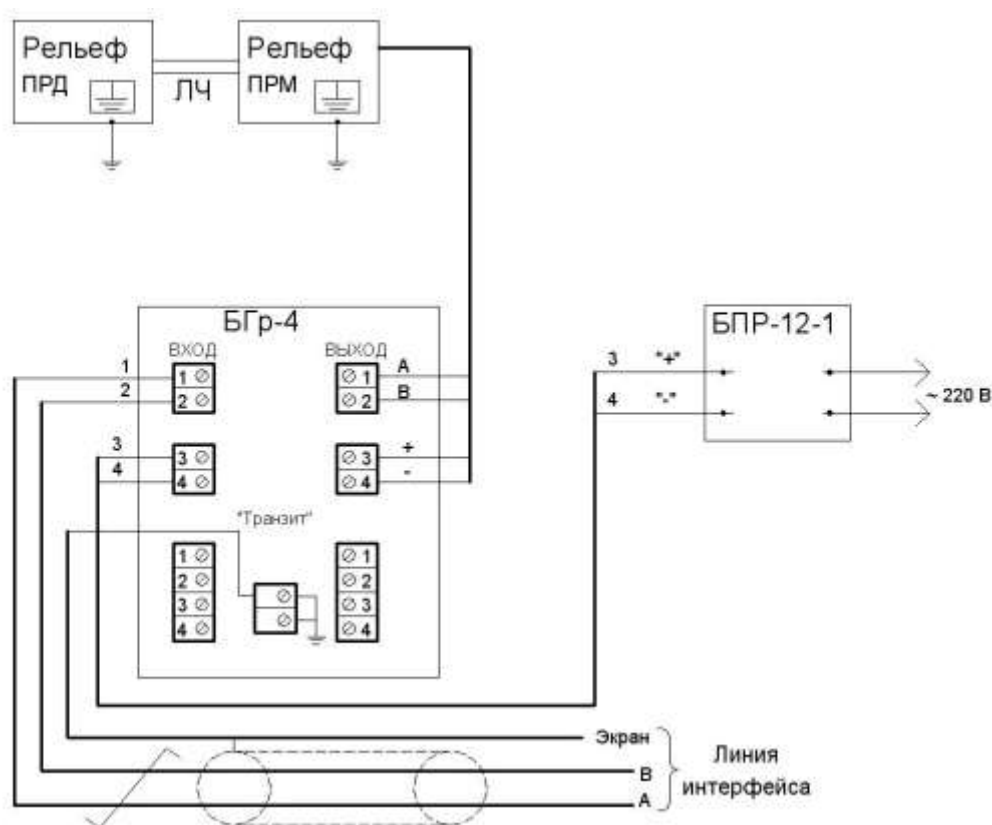 Рельеф
ПРД
ЛЧ
Рельеф
ПРМ
БГр-4
ВХОД
ВЫХОД
1
2
1
2
1
2
А
В
3
4
3
4
3
4
+
-
"Транзит"
1
2
3
4
1
2
3
4
БПР-12-1
3 "+"
4 "-"
~ 220 В
Экран
В
А
Линия
интерфейса